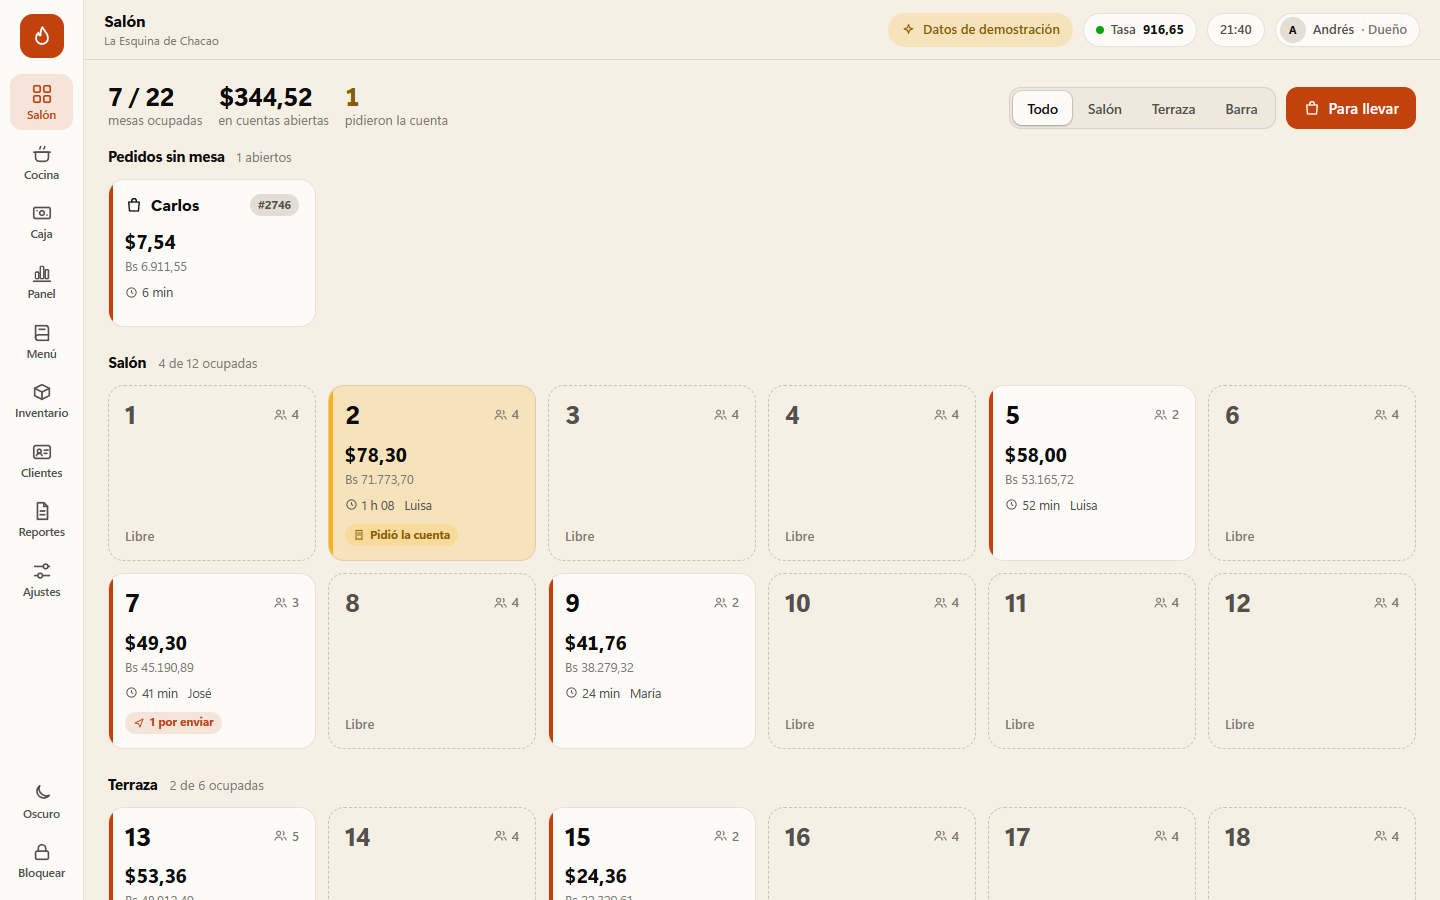 Salón
La Esquina de Chacao
Datos de demostración
Tasa 916,65
21:40
A Andrés · Dueño
Salón
Cocina
Caja
Panel
Menú
Inventario
Clientes
Reportes
Ajustes
Oscuro
Bloquear
7 / 22
mesas ocupadas
$344,52
en cuentas abiertas
1
pidieron la cuenta
Todo Salón Terraza Barra
Para llevar
Pedidos sin mesa 1 abiertos
Carlos #2746
$7,54
Bs 6.911,55
6 min
Salón 4 de 12 ocupadas
1 4
Libre
2 4
$78,30
Bs 71.773,70
1 h 08 Luisa
Pidió la cuenta
3 4
Libre
4 4
Libre
5 2
$58,00
Bs 53.165,72
52 min Luisa
6 4
Libre
7 3
$49,30
Bs 45.190,89
41 min José
1 por enviar
8 4
Libre
9 2
$41,76
Bs 38.279,32
24 min María
10 4
Libre
11 4
Libre
12 4
Libre
Terraza 2 de 6 ocupadas
13 5
$53,36
14 4
15 2
$24,36
16 4
17 4
18 4